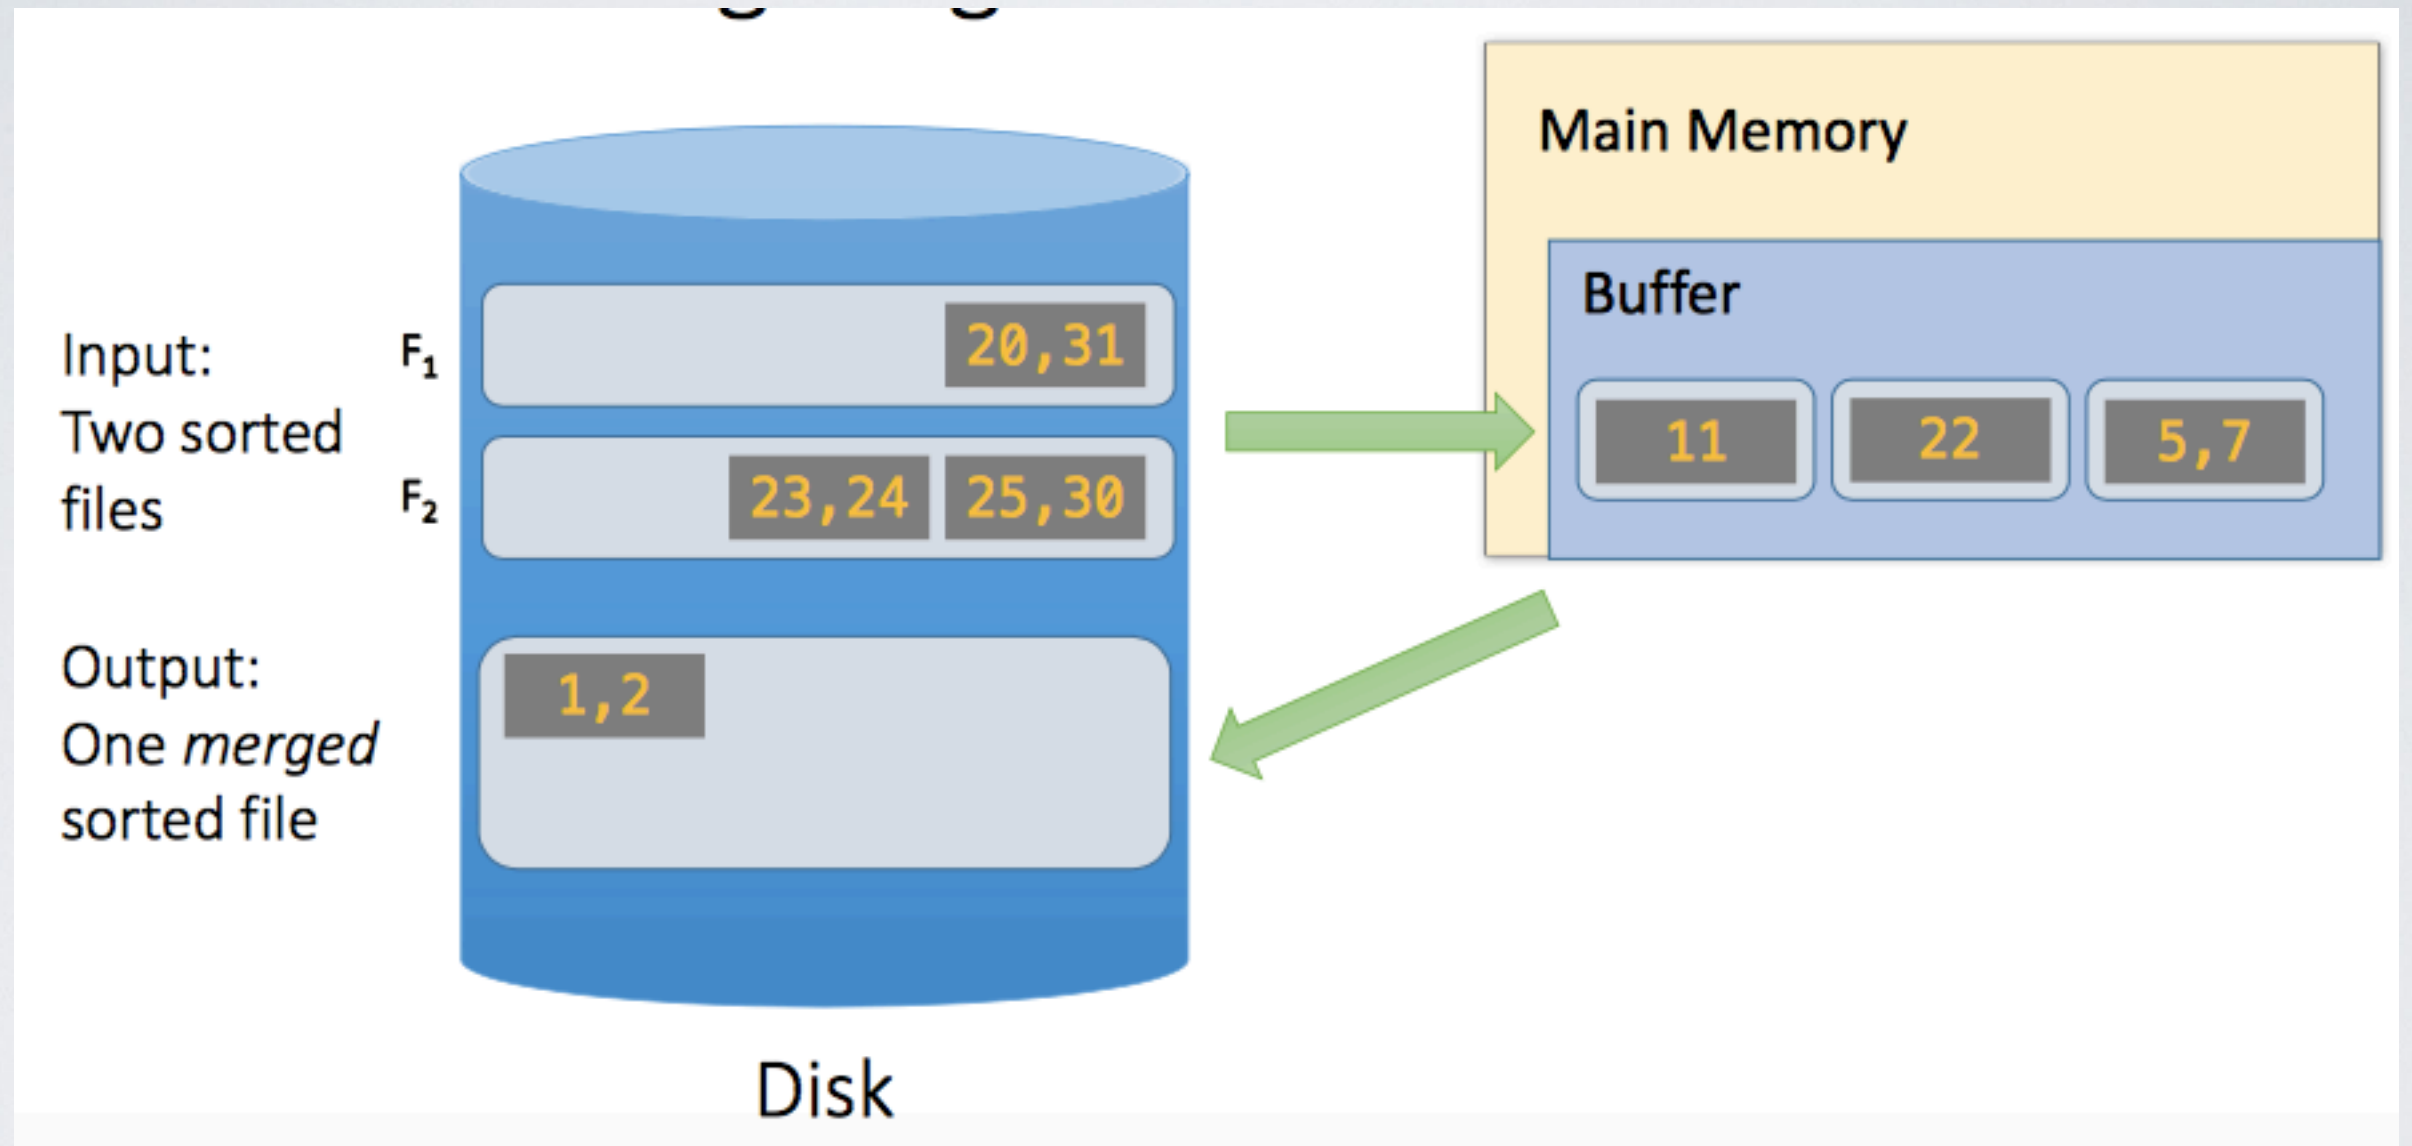 Main Memory
Buffer
11 22 5,7
Input:
Two sorted
files
F1 20,31
F2 23,24 25,30
Output:
One merged
sorted file
1,2
Disk